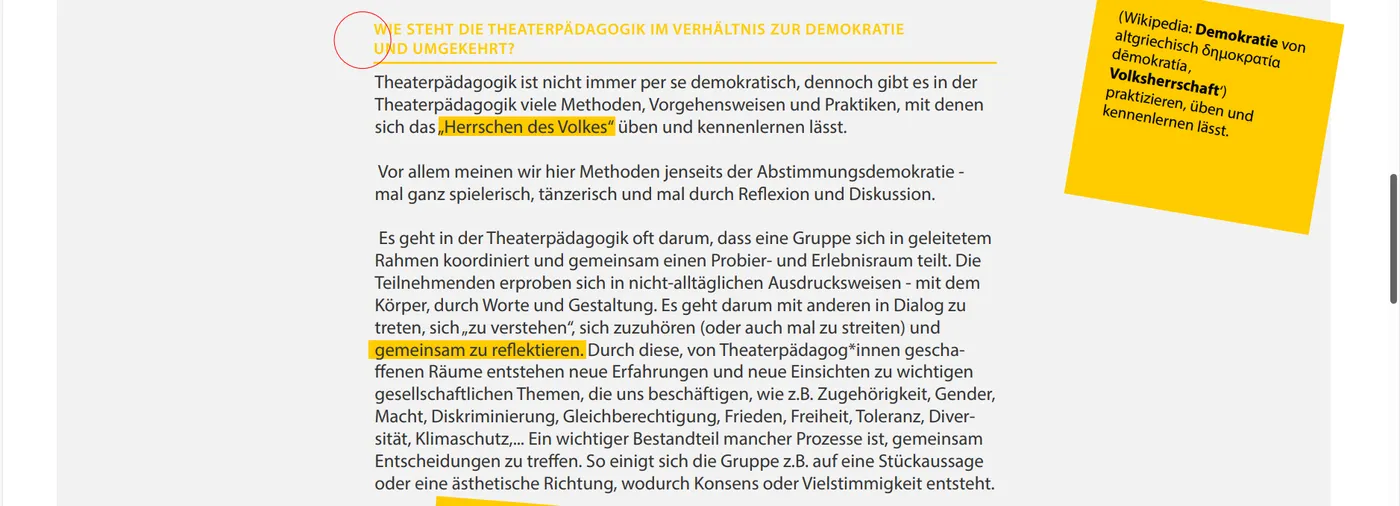 WIE STEHT DIE THEATERPÄDAGOGIK IM VERHÄLTNIS ZUR DEMOKRATIE
UND UMGEKEHRT?
Theaterpädagogik ist nicht immer per se demokratisch, dennoch gibt es in der
Theaterpädagogik viele Methoden, Vorgehensweisen und Praktiken, mit denen
sich das „Herrschen des Volkes“ üben und kennenlernen lässt.
Vor allem meinen wir hier Methoden jenseits der Abstimmungsdemokratie -
mal ganz spielerisch, tänzerisch und mal durch Reflexion und Diskussion.
Es geht in der Theaterpädagogik oft darum, dass eine Gruppe sich in geleitetem
Rahmen koordiniert und gemeinsam einen Probier- und Erlebnisraum teilt. Die
Teilnehmenden erproben sich in nicht-alltäglichen Ausdrucksweisen - mit dem
Körper, durch Worte und Gestaltung. Es geht darum mit anderen in Dialog zu
treten, sich „zu verstehen“, sich zuzuhören (oder auch mal zu streiten) und
gemeinsam zu reflektieren. Durch diese, von Theaterpädagog*innen gescha-
ffenen Räume entstehen neue Erfahrungen und neue Einsichten zu wichtigen
gesellschaftlichen Themen, die uns beschäftigen, wie z.B. Zugehörigkeit, Gender,
Macht, Diskriminierung, Gleichberechtigung, Frieden, Freiheit, Toleranz, Diver-
sität, Klimaschutz,... Ein wichtiger Bestandteil mancher Prozesse ist, gemeinsam
Entscheidungen zu treffen. So einigt sich die Gruppe z.B. auf eine Stückaussage
oder eine ästhetische Richtung, wodurch Konsens oder Vielstimmigkeit entsteht.
(Wikipedia: Demokratie von
altgriechisch δημοκρατία
dēmokratía,
Volksherrschaft‘)
praktizieren, üben und
kennenlernen lässt.